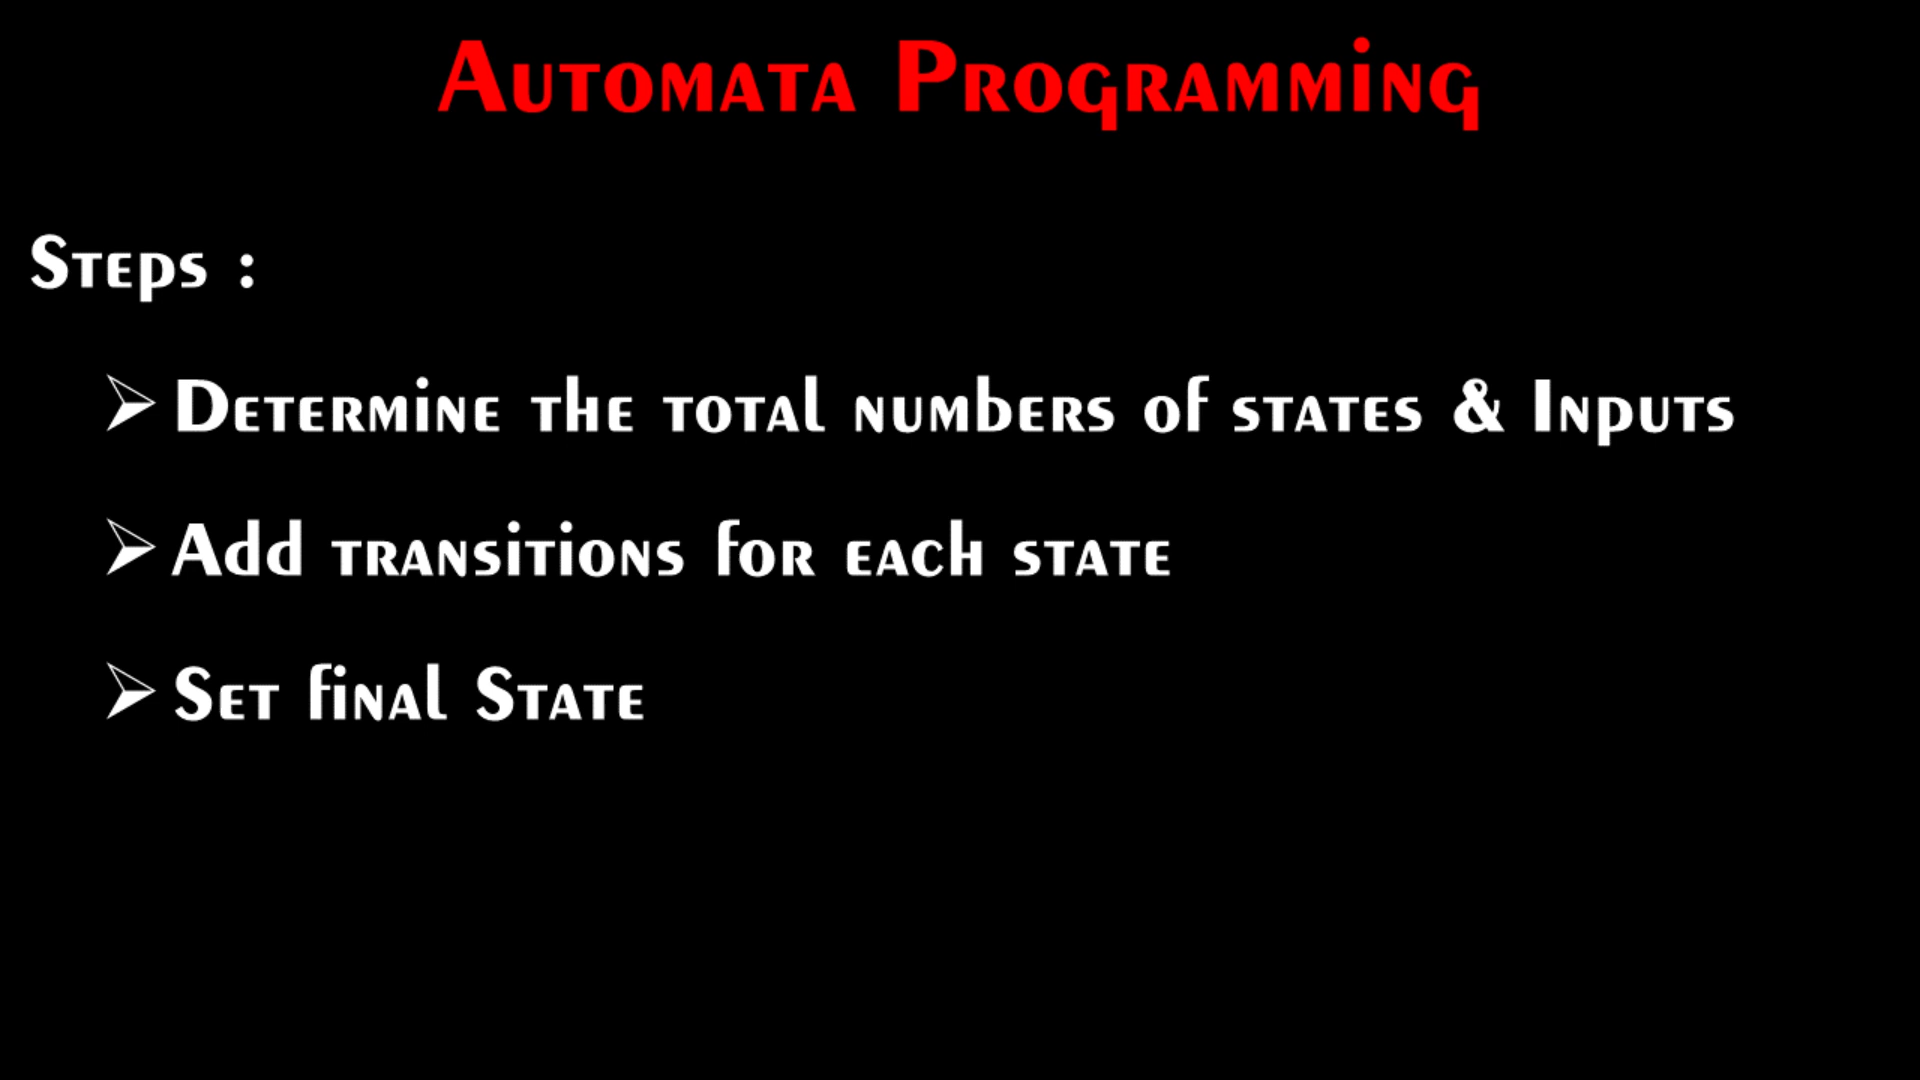 Automata Programming
Steps :
➢ Determine the total numbers of states & Inputs
➢ Add transitions for each state
➢ Set final State